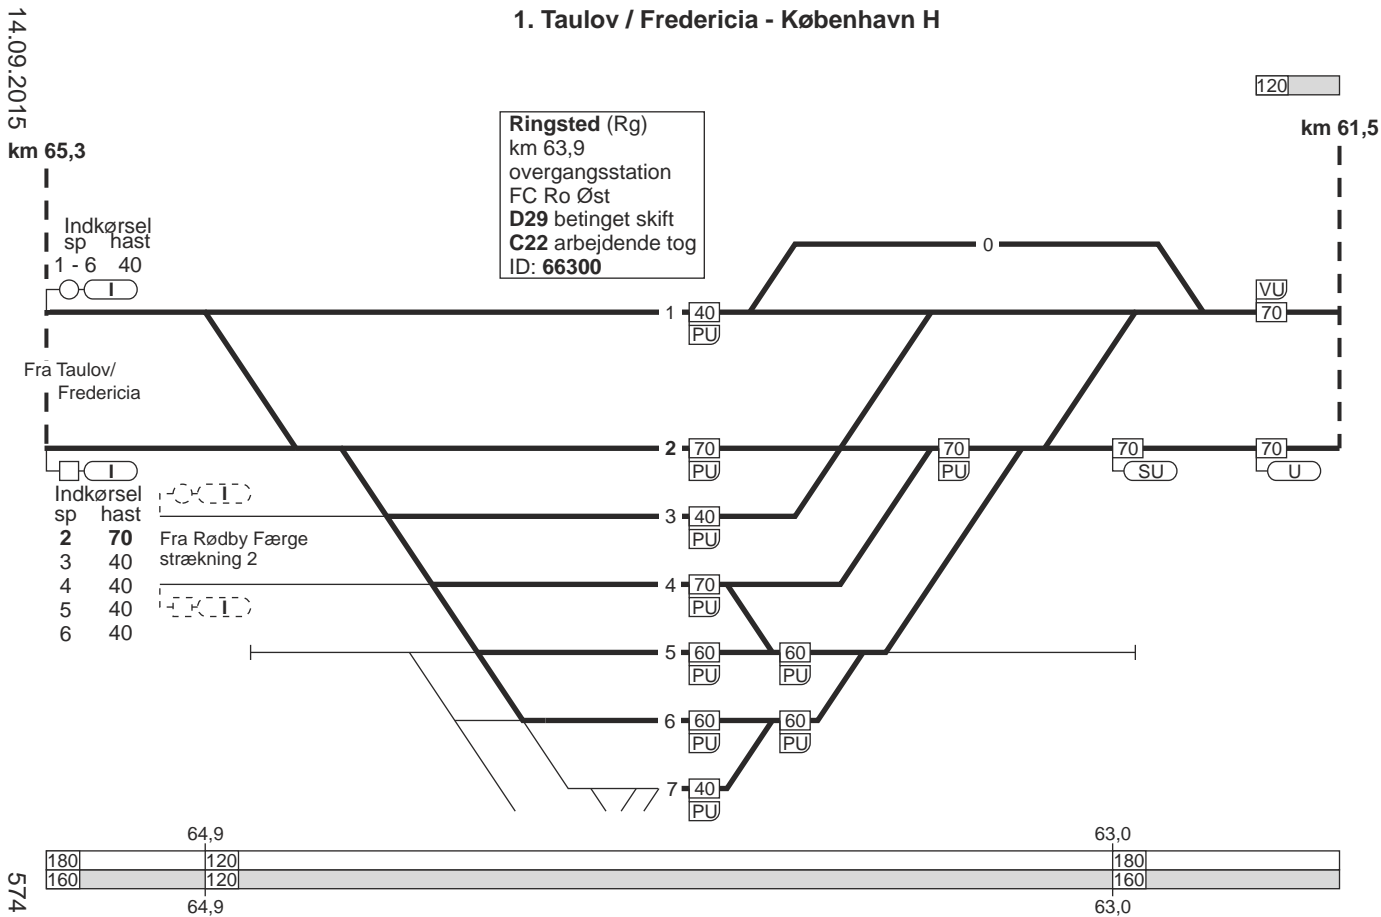 1. Taulov / Fredericia - København H
14.09.2015
120
km 65,3
km 61,5
Ringsted (Rg)
km 63,9
overgangsstation
FC Ro Øst
D29 betinget skift
C22 arbejdende tog
ID: 66300
Indkørsel
sp hast
1 - 6 40
I
0
VU
1 40
70
PU
Fra Taulov/
Fredericia
2 70
70
70
70
PU
PU
SU
U
I
Indkørsel
sp hast
2 70
3 40
4 40
5 40
6 40
I
Fra Rødby Færge
strækning 2
I
3 40
PU
4 70
PU
5 60
60
PU
PU
6 60
60
PU
PU
7 40
PU
64,9
63,0
180 120 180
160 120 160
64,9
63,0
574